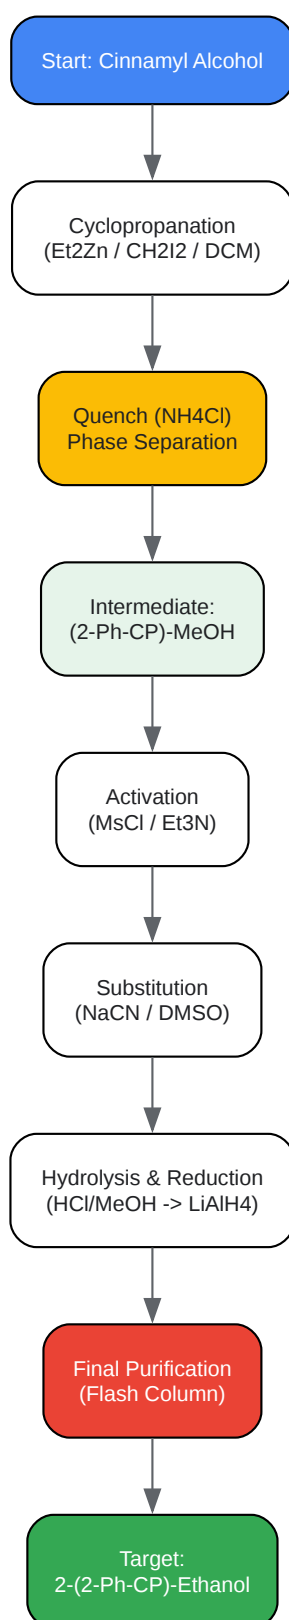 Start: Cinnamyl Alcohol
Cyclopropanation
(Et2Zn / CH2I2 / DCM)
Quench (NH4Cl)
Phase Separation
Intermediate:
(2-Ph-CP)-MeOH
Activation
(MsCl / Et3N)
Substitution
(NaCN / DMSO)
Hydrolysis & Reduction
(HCl/MeOH -> LiAlH4)
Final Purification
(Flash Column)
Target:
2-(2-Ph-CP)-Ethanol